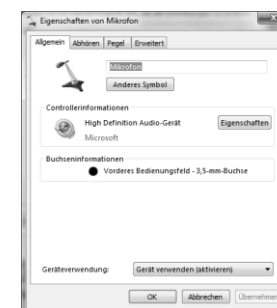 Eigenschaften von Mikrofon
Allgemein Abhören Pegel Erweitert
Mikrofon
Anderes Symbol
Controllerinformationen
High Definition Audio-Gerät Eigenschaften
Microsoft
Buchseninformationen
Vorderes Bedienungsfeld - 3,5-mm-Buchse
Geräteverwendung: Gerät verwenden (aktivieren)
OK Abbrechen Übernehmen